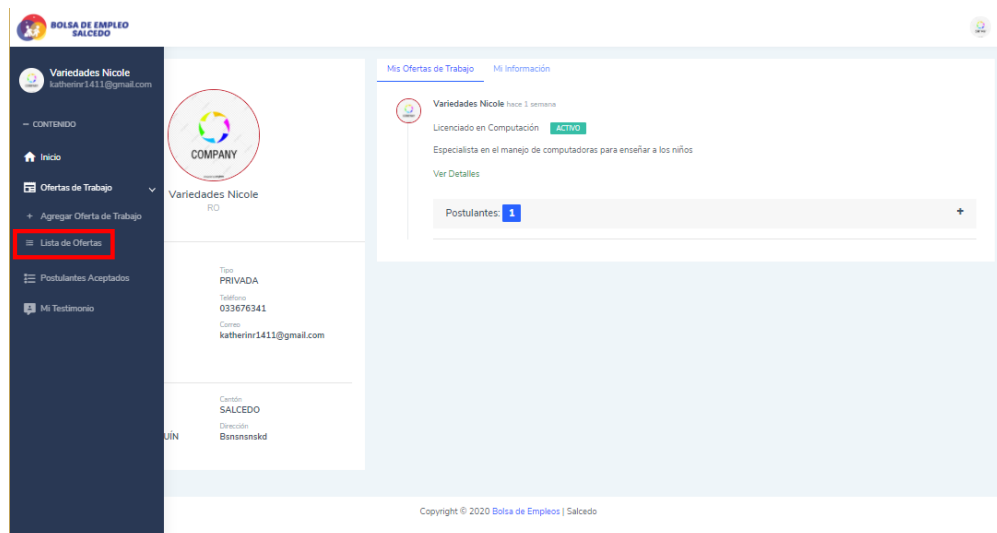 BOLSA DE EMPLEO
SALCEDO
Variedades Nicole
katherinr1411@gmail.com
— CONTENIDO
Inicio
Ofertas de Trabajo
+ Agregar Oferta de Trabajo
Lista de Ofertas
Postulantes Aceptados
Mi Testimonio
COMPANY
Variedades Nicole
RO
Tipo
PRIVADA
Teléfono
033676341
Correo
katherinr1411@gmail.com
Cantón
SALCEDO
Dirección
UÍN Bsnsnsnskd
Mis Ofertas de Trabajo Mi Información
Variedades Nicole hace 1 semana
Licenciado en Computación ACTIVO
Especialista en el manejo de computadoras para enseñar a los niños
Ver Detalles
Postulantes: 1 +
Copyright © 2020 Bolsa de Empleos | Salcedo